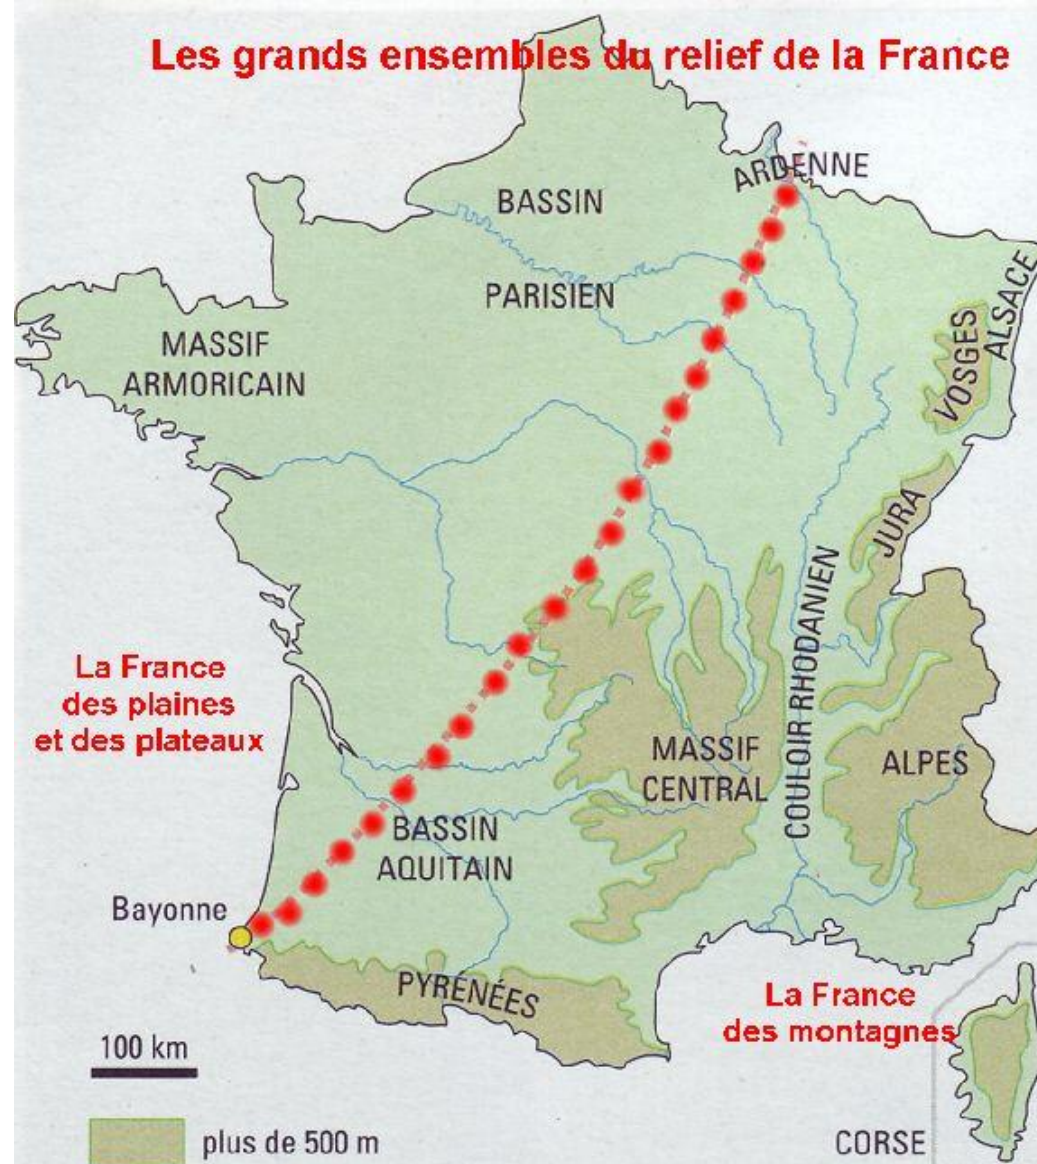 Les grands ensembles du relief de la France
ARDENNE
BASSIN
PARISIEN
MASSIF
ARMORICAIN
VOSGES
ALSACE
JURA
COULOIR RHODANIEN
La France
des plaines
et des plateaux
MASSIF
CENTRAL
ALPES
BASSIN
AQUITAIN
Bayonne
PYRENÉES
La France
des montagnes
100 km
plus de 500 m
CORSE